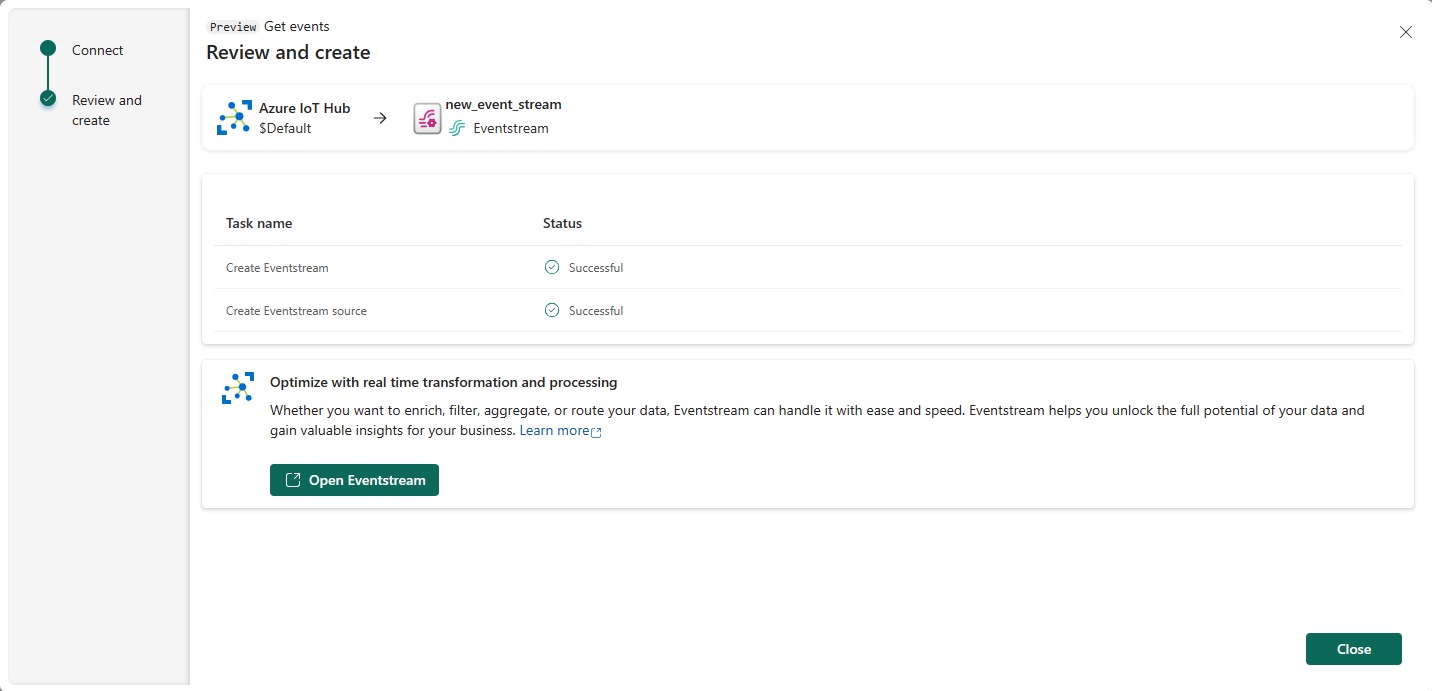 Connect
Review and
create
Preview Get events
Review and create
Azure IoT Hub
$Default
new_event_stream
Eventstream
Task name Status
Create Eventstream Successful
Create Eventstream source Successful
Optimize with real time transformation and processing
Whether you want to enrich, filter, aggregate, or route your data, Eventstream can handle it with ease and speed. Eventstream helps you unlock the full potential of your data and
gain valuable insights for your business. Learn more
Open Eventstream
Close